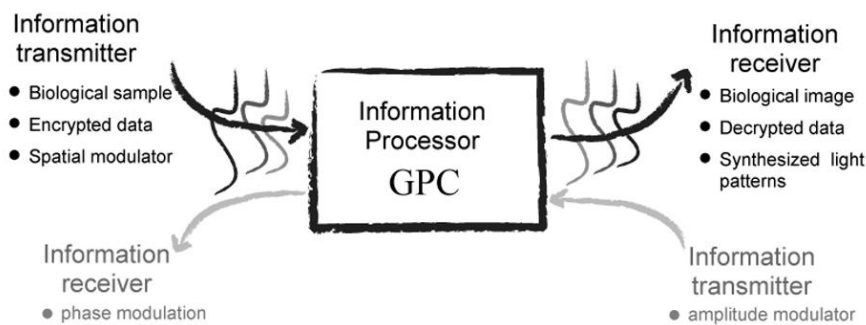 Information
transmitter
• Biological sample
• Encrypted data
• Spatial modulator
Information
Processor
GPC
Information
receiver
• Biological image
• Decrypted data
• Synthesized light
patterns
Information
receiver
• phase modulation
Information
transmitter
• amplitude modulator